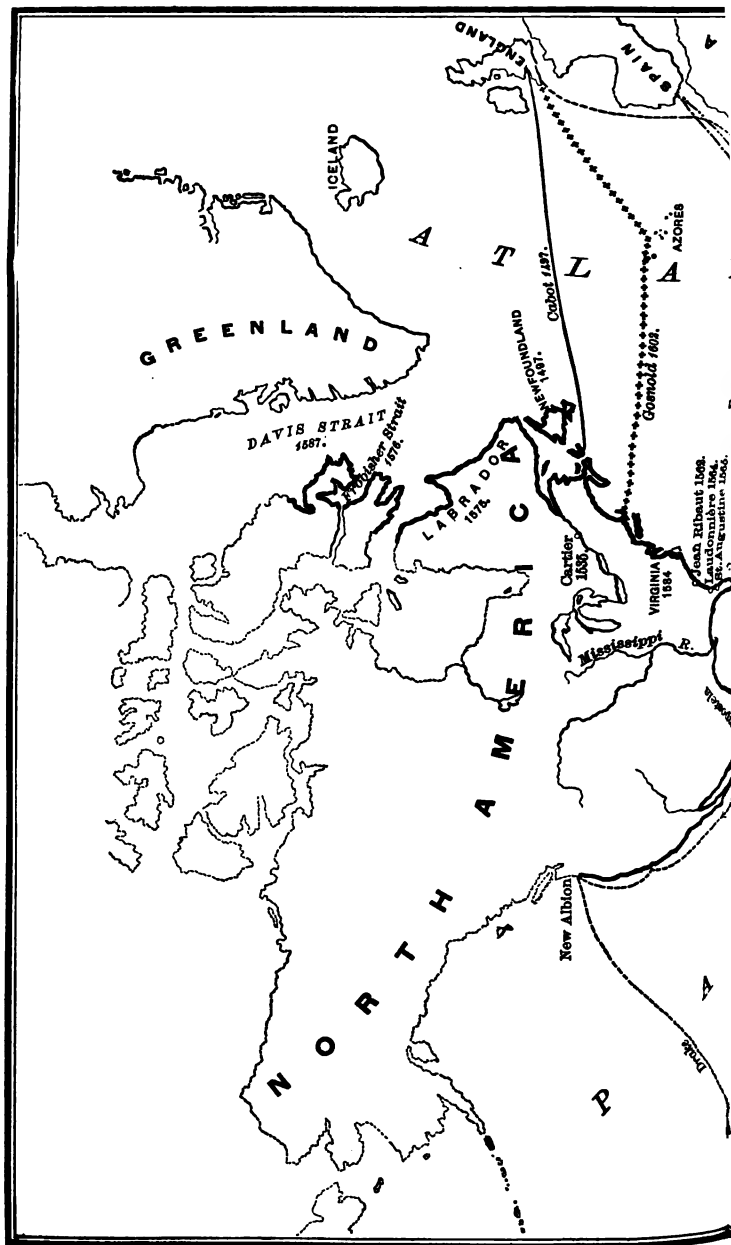 ENGLAND
SPAIN
A
ICELAND
AZORES
A T L A
GREENLAND
Cabot 1497.
Gosnold 1602.
NEWFOUNDLAND
1497.
DAVIS STRAIT
1587.
Frobisher Strait
1576.
LABRADOR
1575.
NORTH AMERICA
Cartier
1535.
VIRGINIA
1584
Jean Ribaut 1562.
Laudonnière 1564.
St. Augustine 1565.
Mississippi R.
New Albion
Drake
P
A